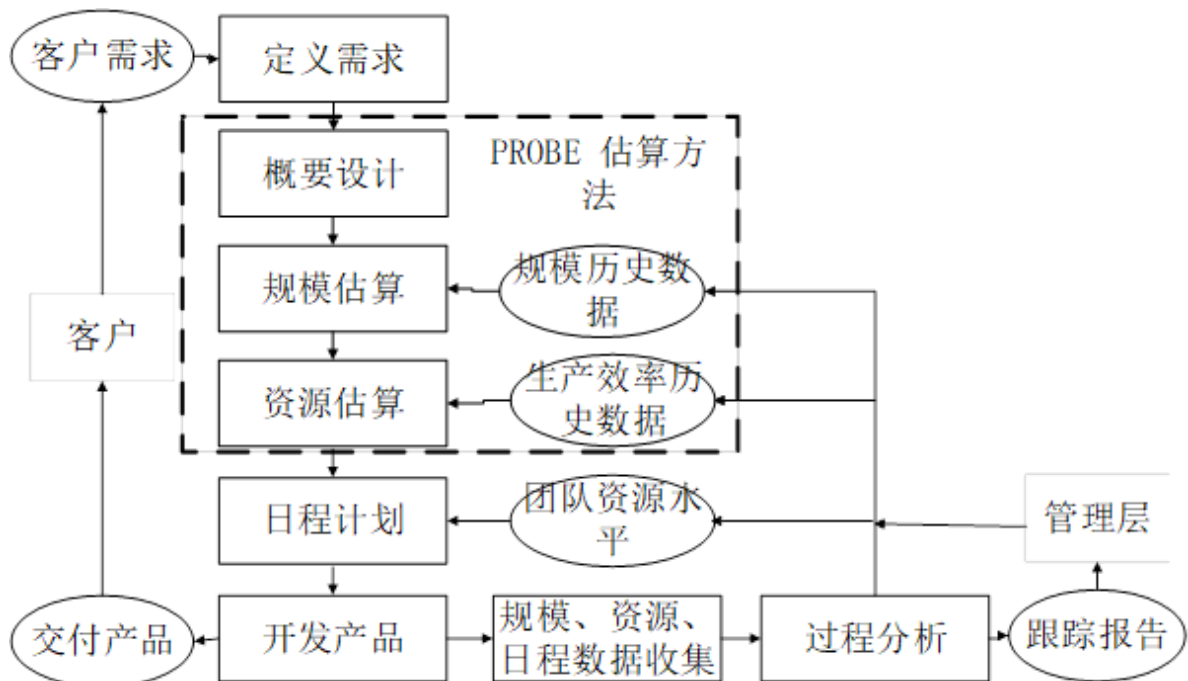 客户需求
定义需求
PROBE 估算方
法
概要设计
规模估算
规模历史数
据
客户
资源估算
生产效率历
史数据
日程计划
团队资源水
平
管理层
交付产品
开发产品
规模、资源、
日程数据收集
过程分析
跟踪报告